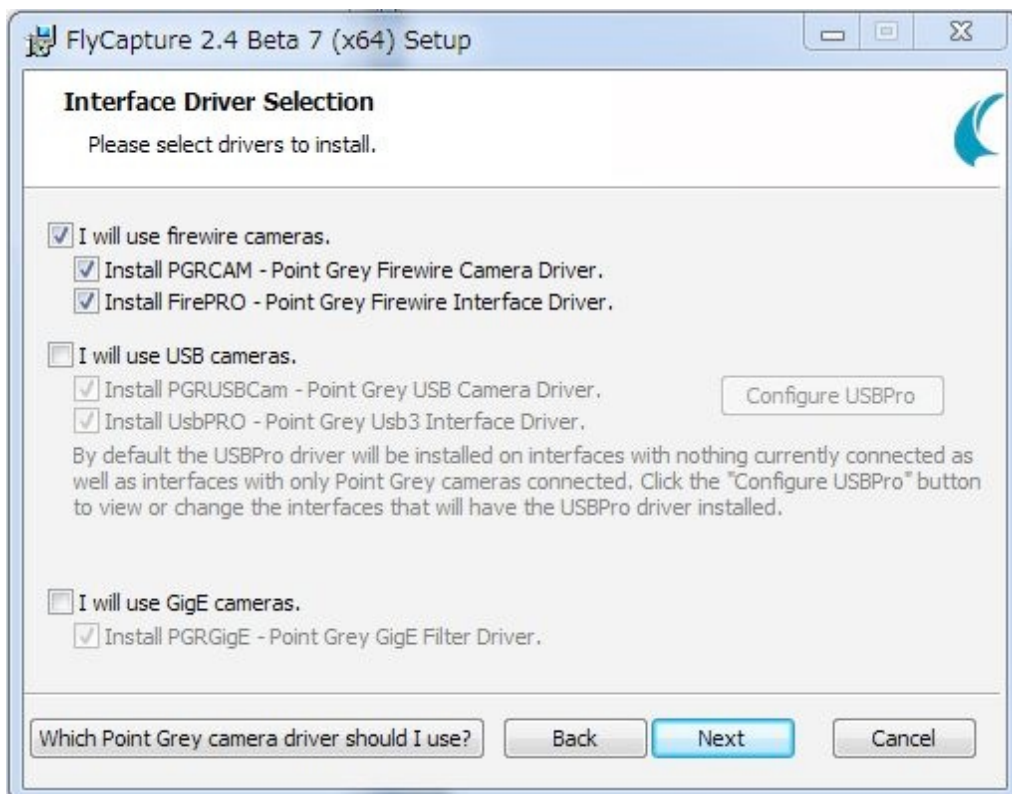 FlyCapture 2.4 Beta 7 (x64) Setup
Interface Driver Selection
Please select drivers to install.
I will use firewire cameras.
Install PGRCAM - Point Grey Firewire Camera Driver.
Install FirePRO - Point Grey Firewire Interface Driver.
I will use USB cameras.
Install PGRUSBCam - Point Grey USB Camera Driver.
Configure USBPro
Install UsbPRO - Point Grey Usb3 Interface Driver.
By default the USBPro driver will be installed on interfaces with nothing currently connected as
well as interfaces with only Point Grey cameras connected. Click the "Configure USBPro" button
to view or change the interfaces that will have the USBPro driver installed.
I will use GigE cameras.
Install PGRGigE - Point Grey GigE Filter Driver.
Which Point Grey camera driver should I use?
Back
Next
Cancel